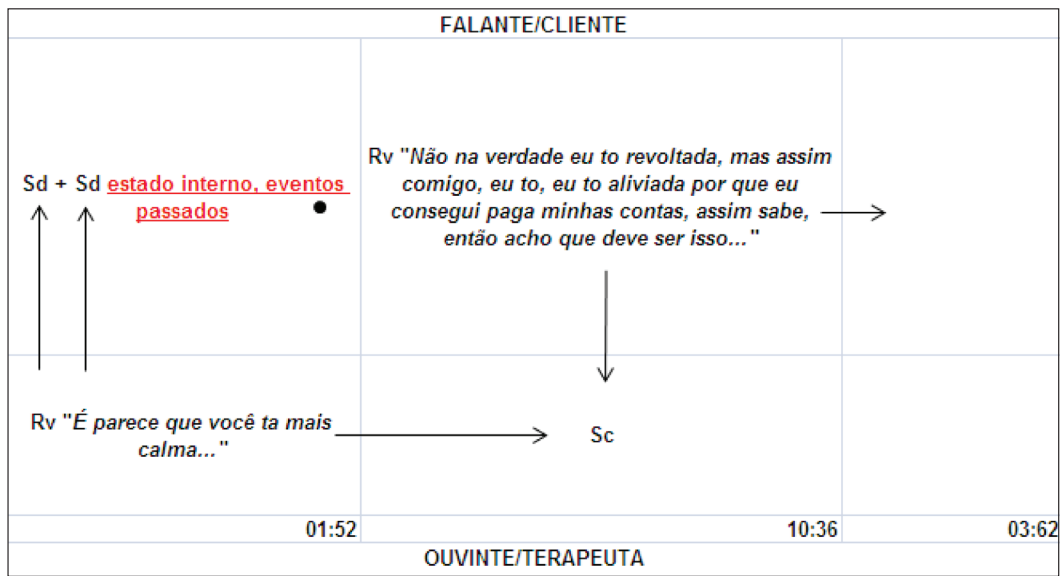 FALANTE/CLIENTE
Sd + Sd estado interno, eventos
passados
Rv "Não na verdade eu to revoltada, mas assim
comigo, eu to, eu to aliviada por que eu
consegui paga minhas contas, assim sabe,
então acho que deve ser isso..."
Rv "É parece que você ta mais
calma..."
Sc
01:52
10:36
03:62
OUVINTE/TERAPEUTA